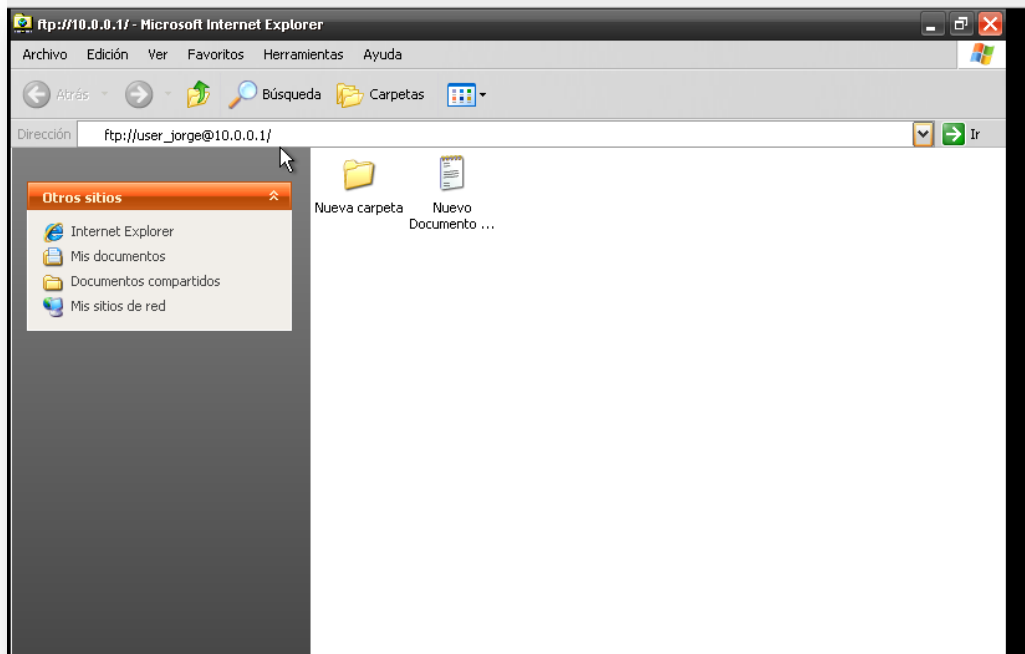 ftp://10.0.0.1/ - Microsoft Internet Explorer
Archivo Edición Ver Favoritos Herramientas Ayuda
Atrás Búsqueda Carpetas
Dirección ftp://user_jorge@10.0.0.1/ Ir
Otros sitios
Internet Explorer
Mis documentos
Documentos compartidos
Mis sitios de red
Nueva carpeta
Nuevo
Documento ...